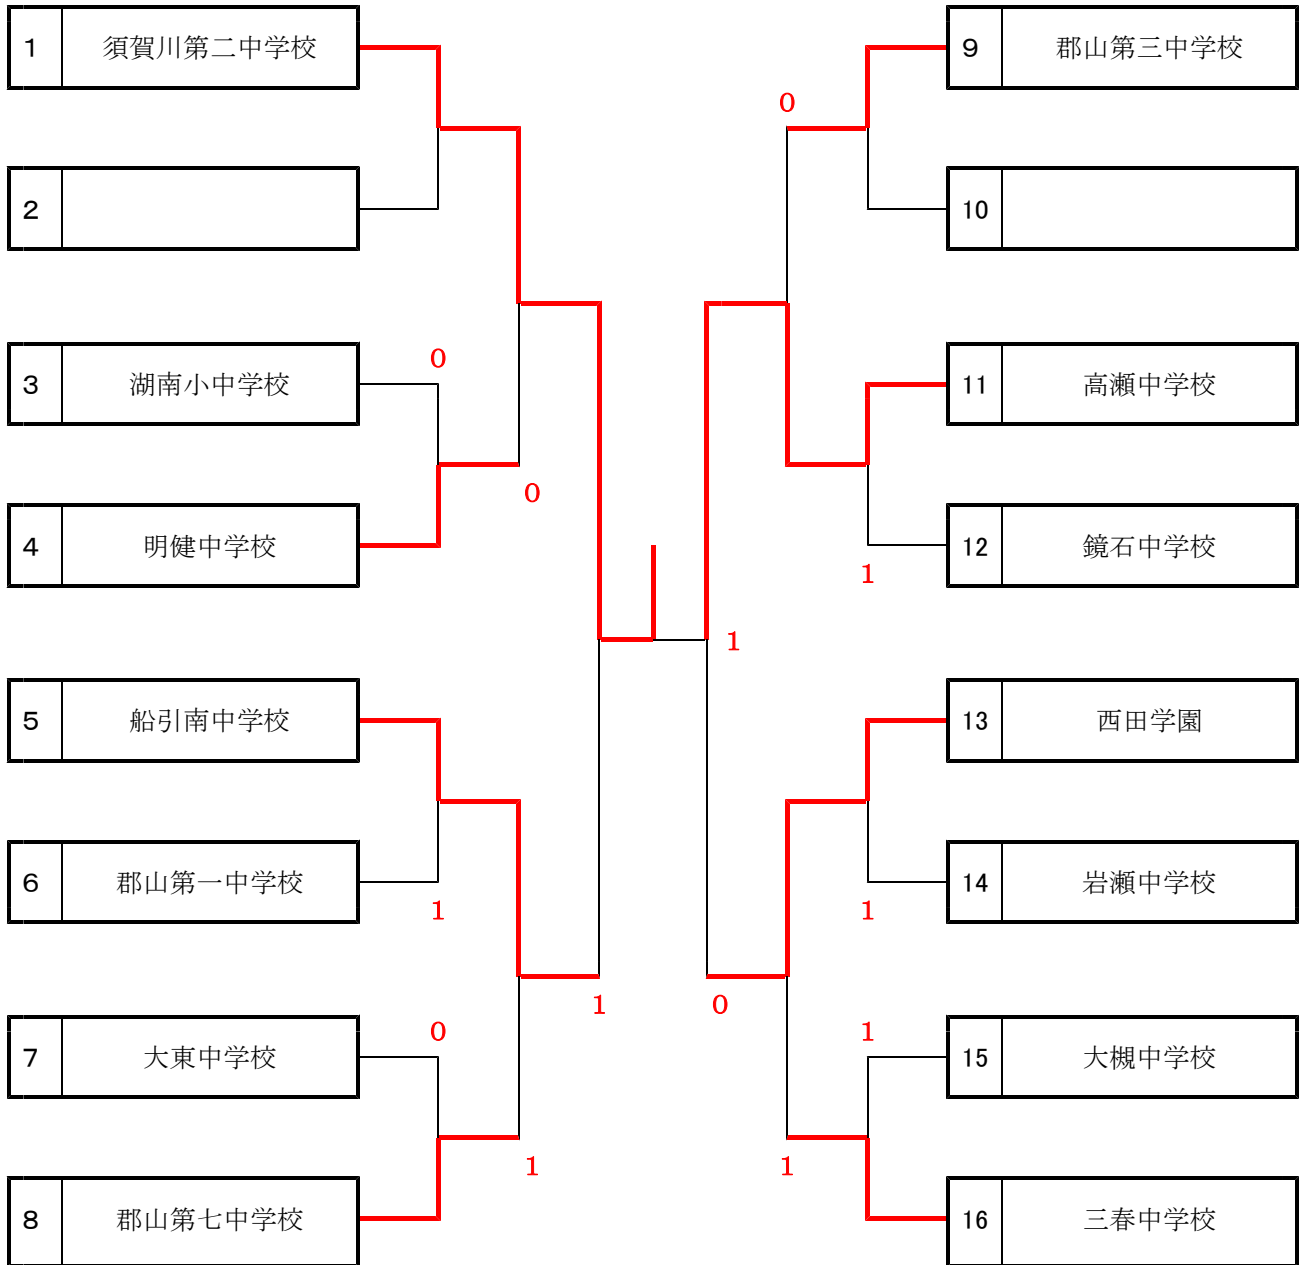 1 須賀川第二中学校
2
3 湖南小中学校
4 明健中学校
5 船引南中学校
6 郡山第一中学校
7 大東中学校
8 郡山第七中学校
0
0
1
0
1
1
1
0
1
1
1
0
1
9 郡山第三中学校
10
11 高瀬中学校
12 鏡石中学校
13 西田学園
14 岩瀬中学校
15 大槻中学校
16 三春中学校